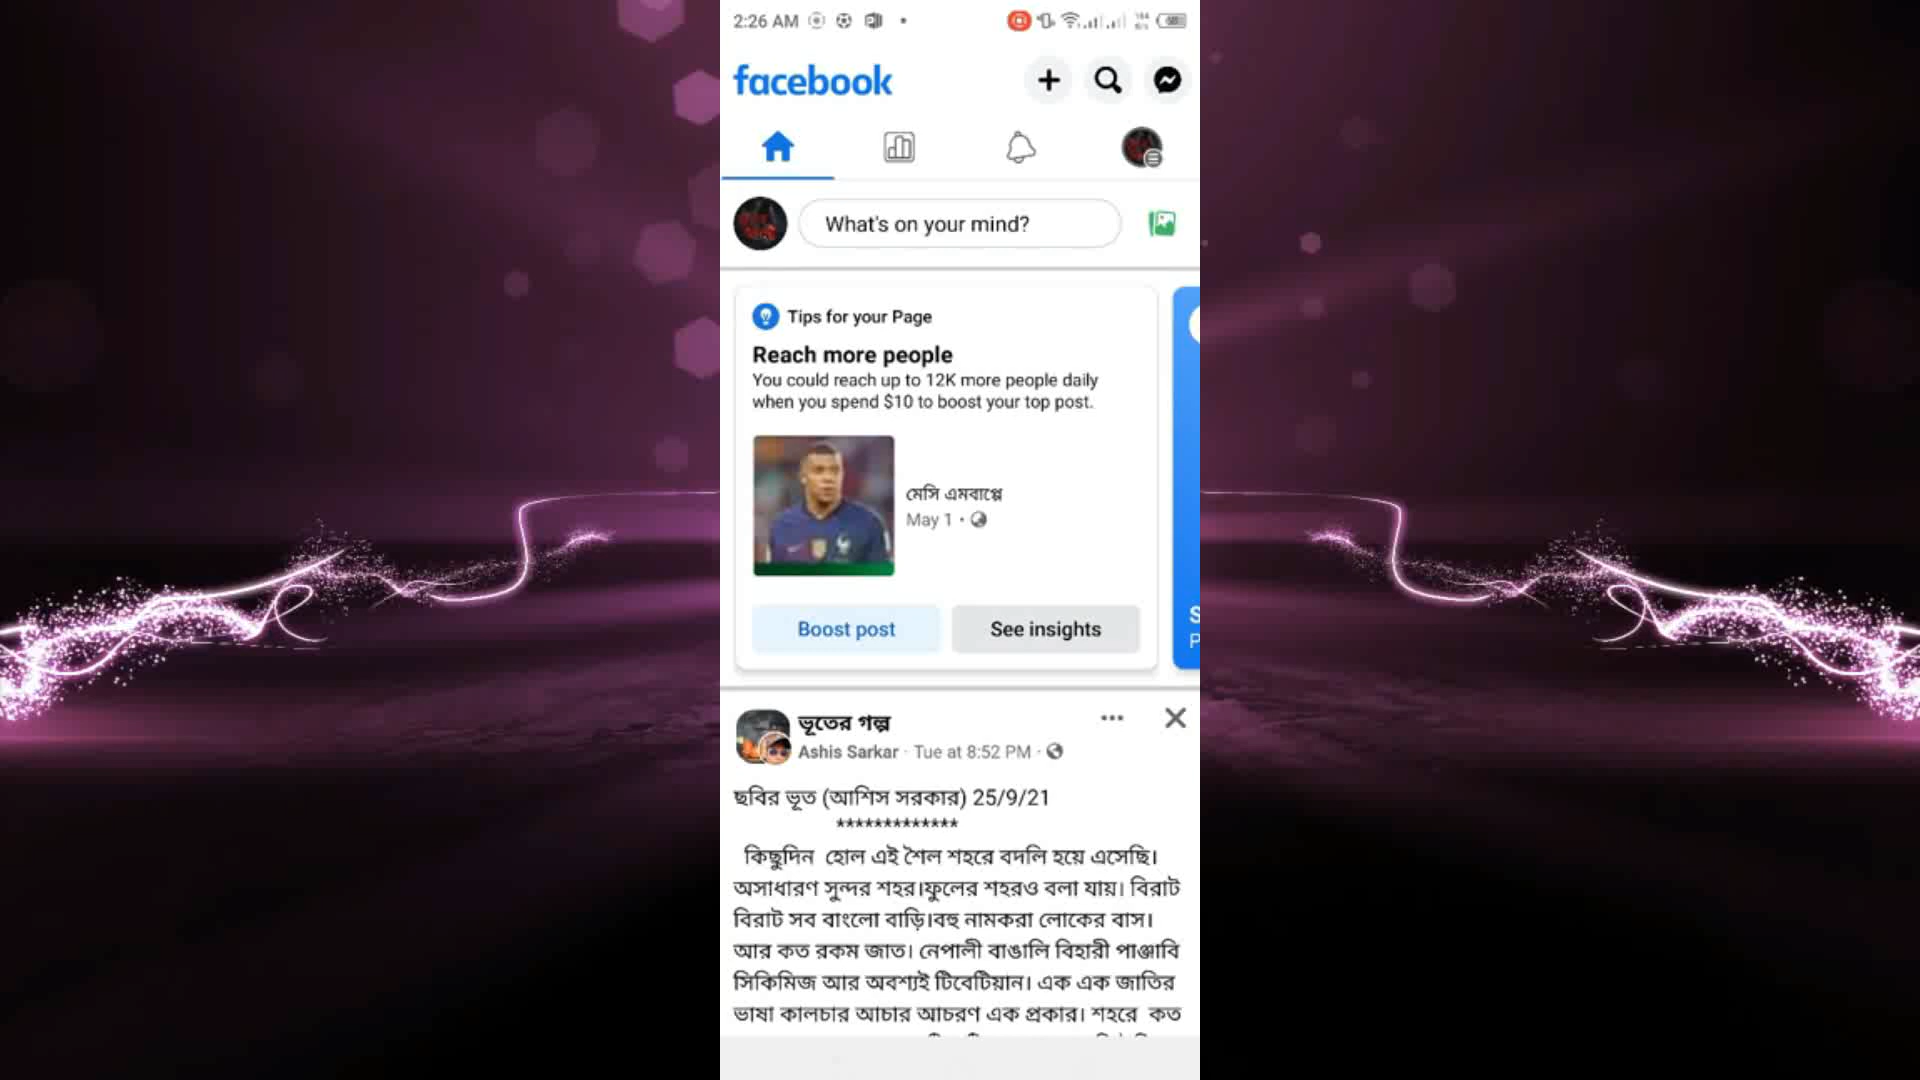 2:26 AM
facebook
What's on your mind?
Tips for your Page
Reach more people
You could reach up to 12K more people daily
when you spend $10 to boost your top post.
মেসি এমবাপ্পে
May 1 ·
Boost post
See insights
S
P
ভূতের গল্প
Ashis Sarkar · Tue at 8:52 PM ·
ছবির ভূত (আশিস সরকার) 25/9/21
*************
কিছুদিন হোল এই শৈল শহরে বদলি হয়ে এসেছি।
অসাধারণ সুন্দর শহর।ফুলের শহরও বলা যায়। বিরাট
বিরাট সব বাংলো বাড়ি।বহু নামকরা লোকের বাস।
আর কত রকম জাত। নেপালী বাঙালি বিহারী পাঞ্জাবি
সিকিমিজ আর অবশ্যই টিবেটিয়ান। এক এক জাতির
ভাষা কালচার আচার আচরণ এক প্রকার। শহরে কত